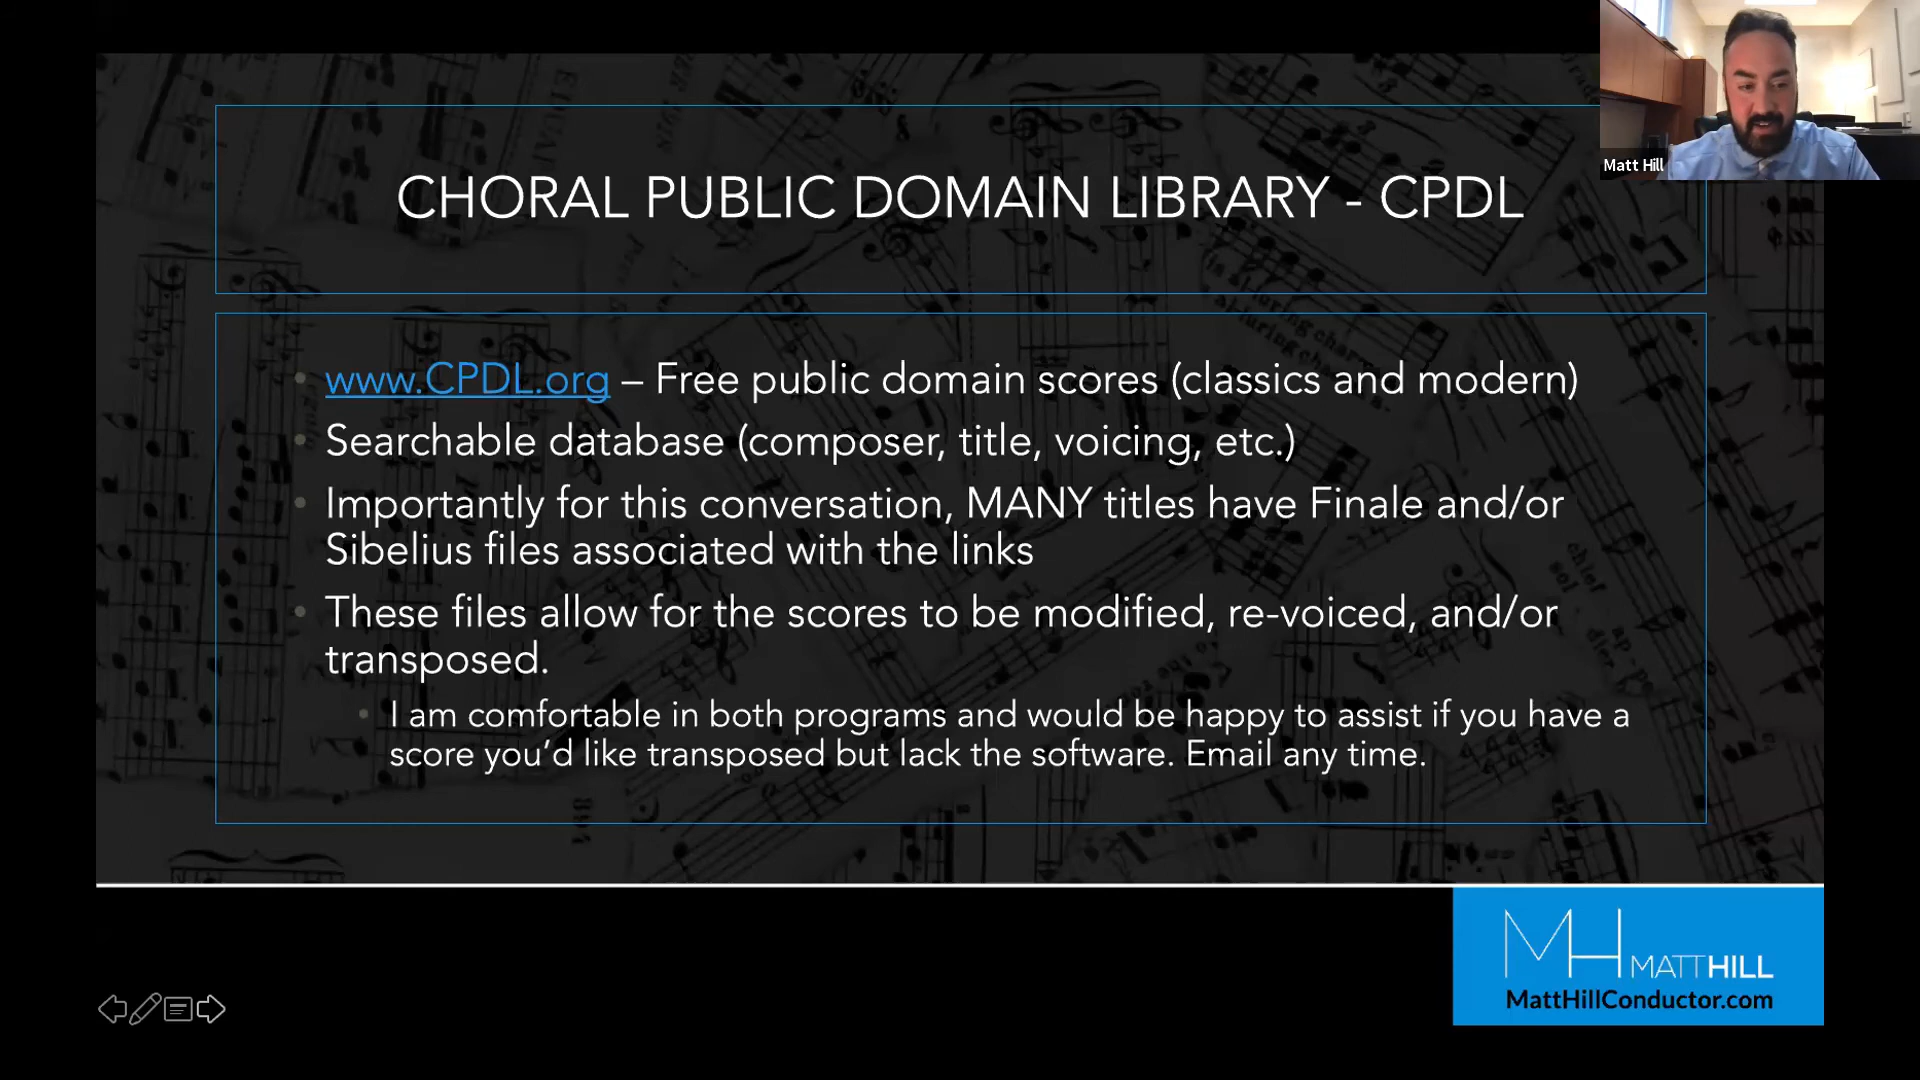 CHORAL PUBLIC DOMAIN LIBRARY - CPDL
Matt Hill
www.CPDL.org – Free public domain scores (classics and modern)
Searchable database (composer, title, voicing, etc.)
Importantly for this conversation, MANY titles have Finale and/or
Sibelius files associated with the links
These files allow for the scores to be modified, re-voiced, and/or
transposed.
I am comfortable in both programs and would be happy to assist if you have a
score you’d like transposed but lack the software. Email any time.
MH MATTHILL
MattHillConductor.com